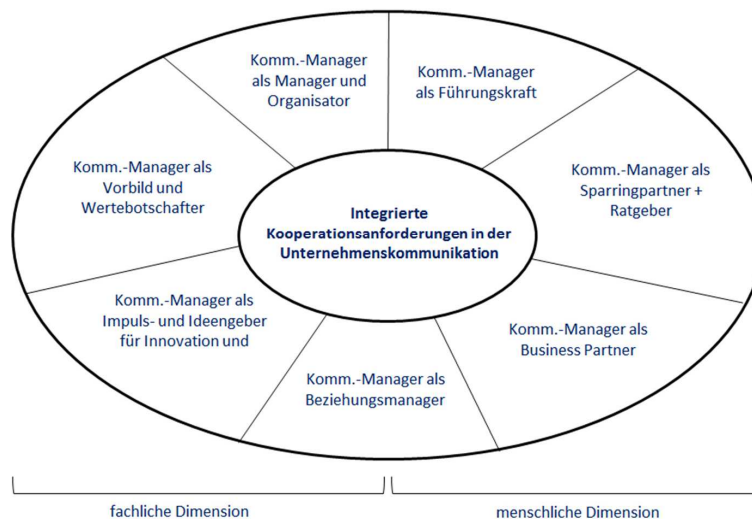 Komm.-Manager
als Manager und
Organisator
Komm.-Manager
als Führungskraft
Komm.-Manager als
Vorbild und
Wertebotschafter
Komm.-Manager als
Sparringpartner +
Ratgeber
Integrierte
Kooperationsanforderungen in der
Unternehmenskommunikation
Komm.-Manager als
Impuls- und Ideengeber
für Innovation und
Komm.-Manager als
Business Partner
Komm.-Manager als
Beziehungsmanager
fachliche Dimension
menschliche Dimension